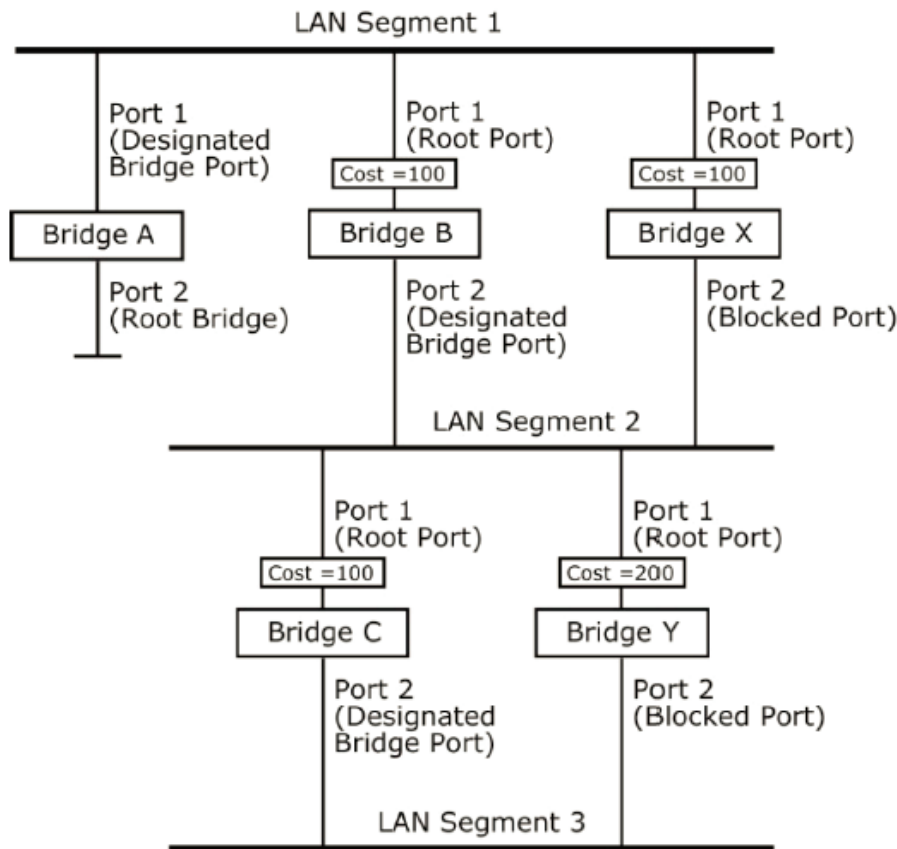 LAN Segment 1
Port 1
(Designated
Bridge Port)
Port 1
(Root Port)
Port 1
(Root Port)
Cost =100
Cost =100
Bridge A
Bridge B
Bridge X
Port 2
(Root Bridge)
Port 2
(Designated
Bridge Port)
Port 2
(Blocked Port)
LAN Segment 2
Port 1
(Root Port)
Port 1
(Root Port)
Cost =100
Cost =200
Bridge C
Bridge Y
Port 2
(Designated
Bridge Port)
Port 2
(Blocked Port)
LAN Segment 3